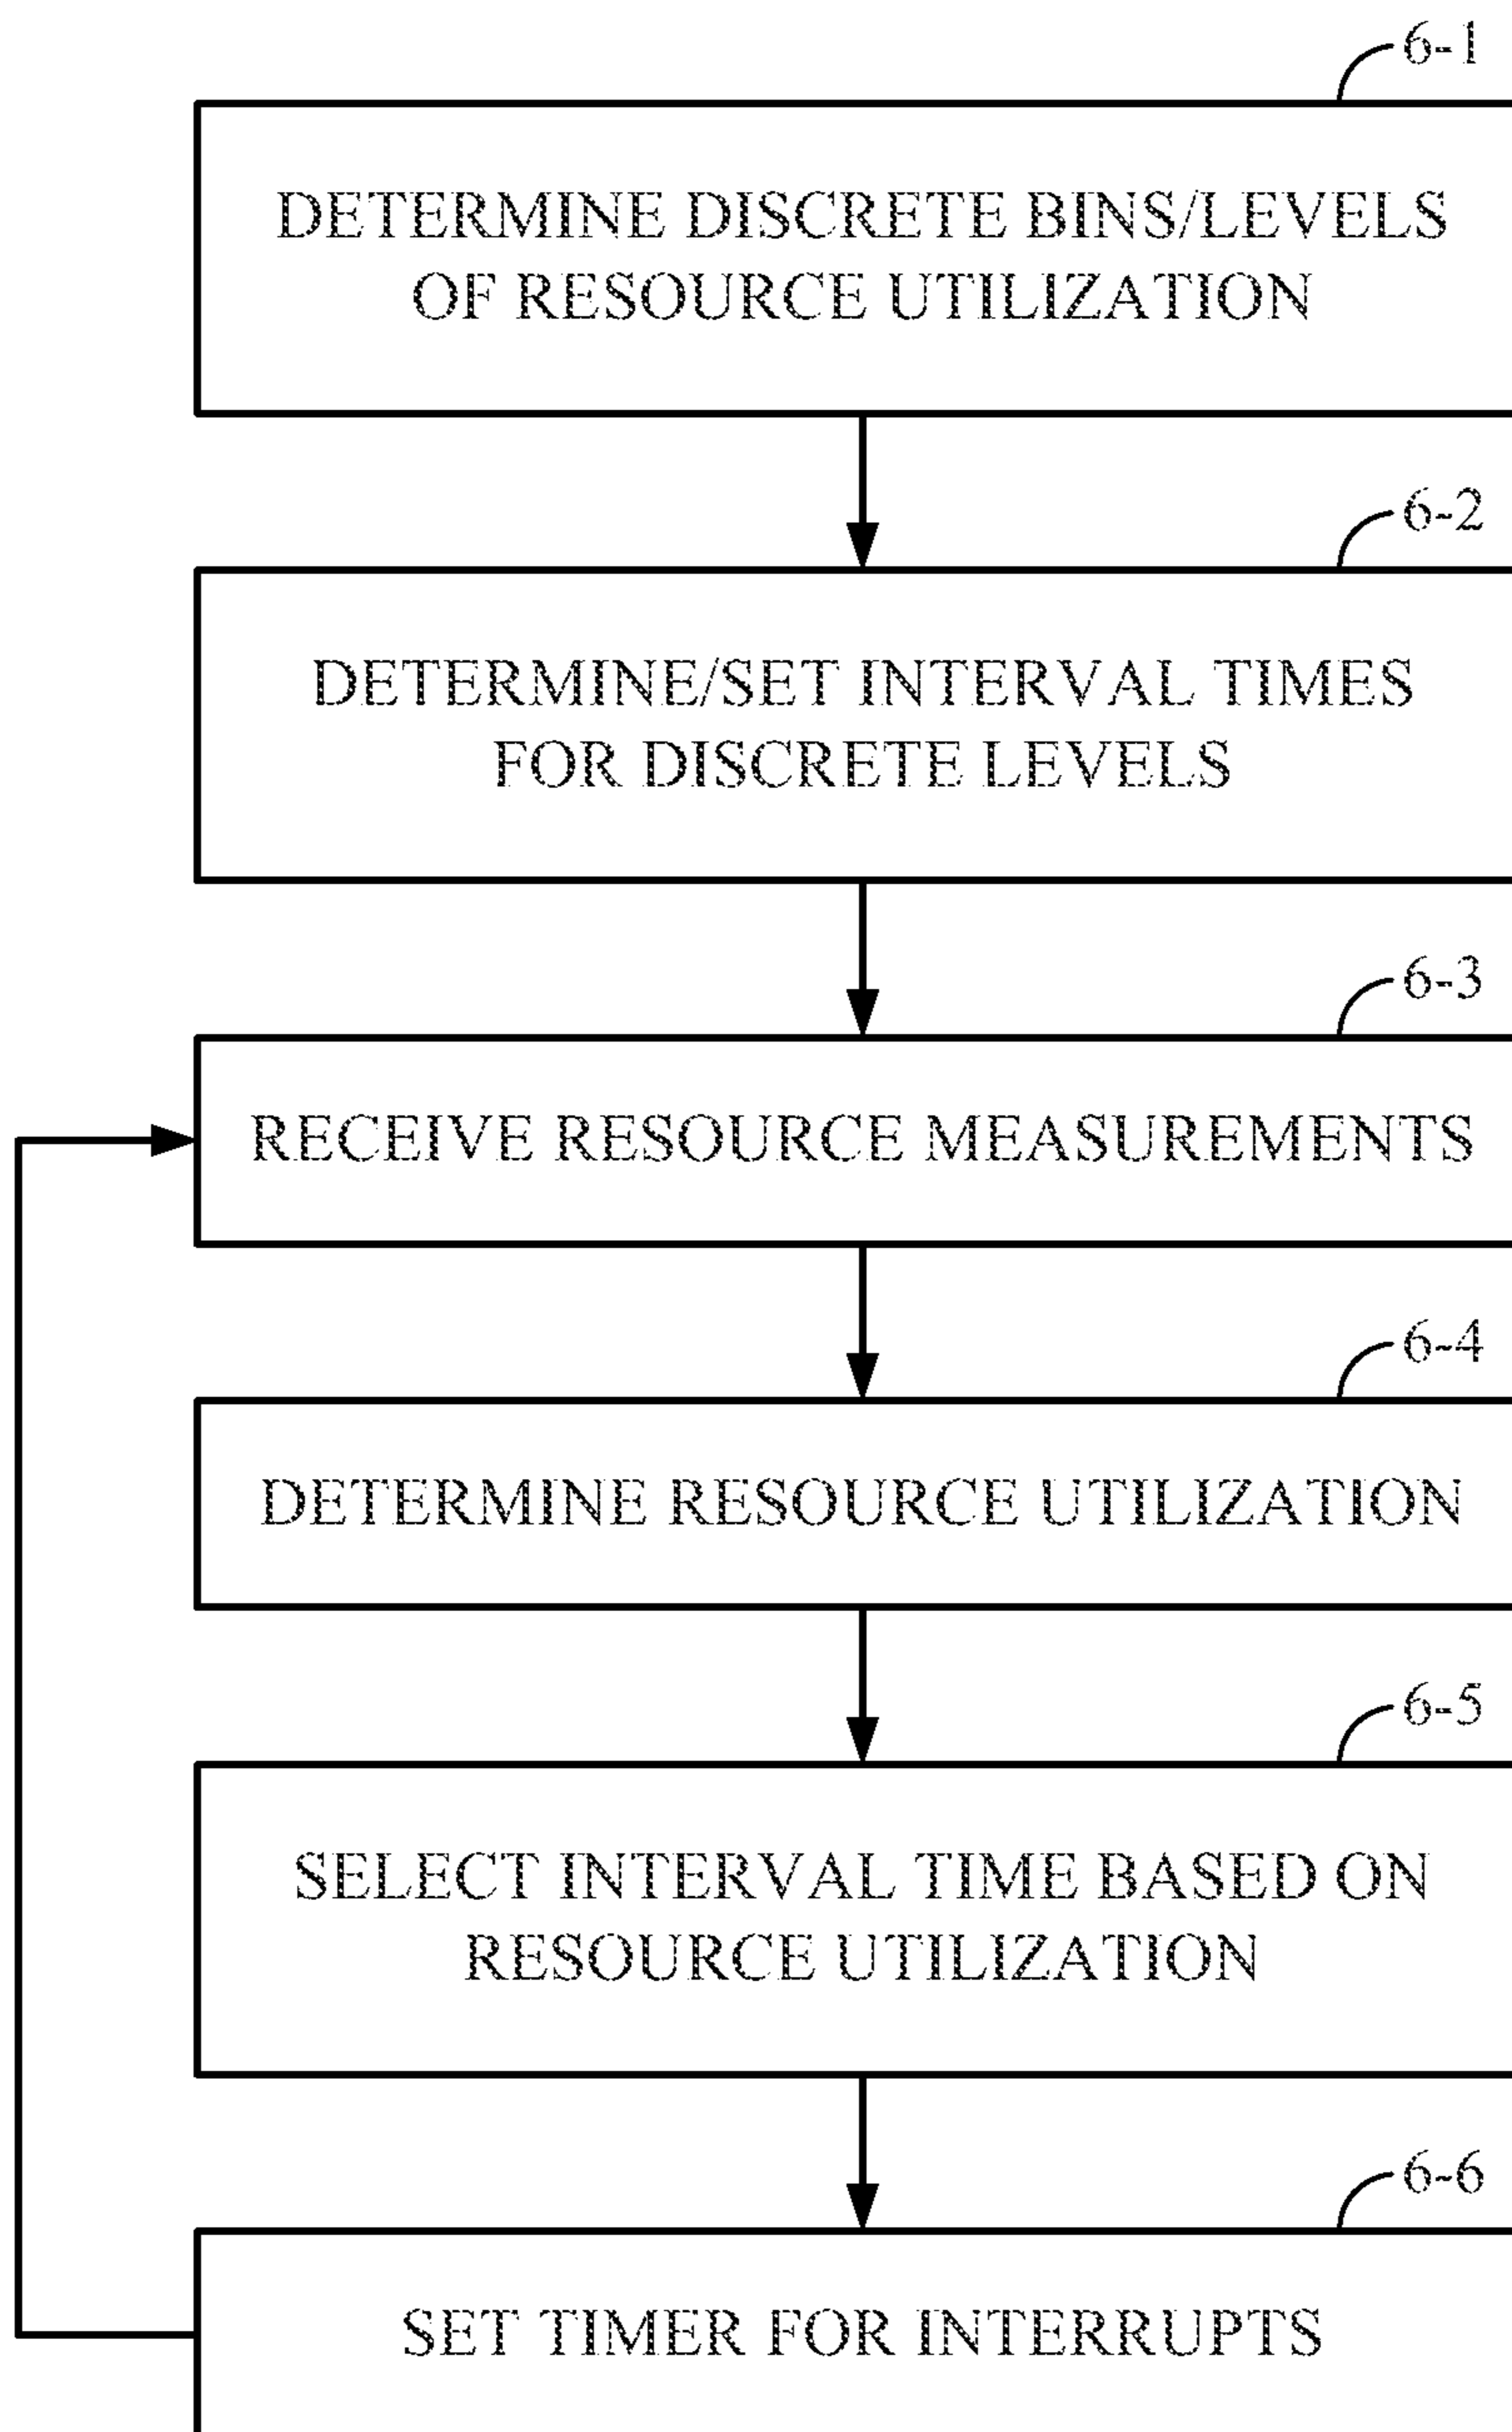 6-1
DETERMINE DISCRETE BINS/LEVELS
OF RESOURCE UTILIZATION
6-2
DETERMINE/SET INTERVAL TIMES
FOR DISCRETE LEVELS
6-3
RECEIVE RESOURCE MEASUREMENTS
6-4
DETERMINE RESOURCE UTILIZATION
6-5
SELECT INTERVAL TIME BASED ON
RESOURCE UTILIZATION
6-6
SET TIMER FOR INTERRUPTS